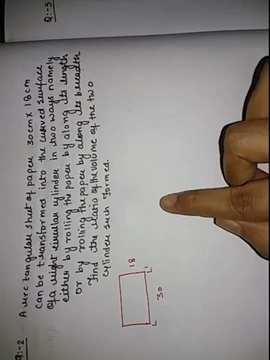 Q:-2 A rectangular sheet of paper 30cm x 18cm
can be transformed into the curved surface
of a right circular cylinder in two ways namely
either by rolling the paper by along its length
or by rolling the paper by along its breadth
find the ratio of the volume of the two
cylinder such formed.
18
30
L
L
Q:-5